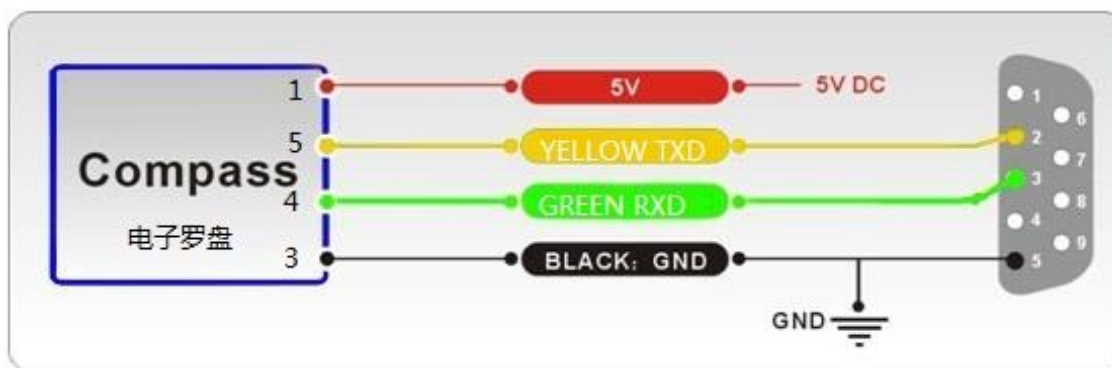 1
5V
5V DC
5
YELLOW TXD
Compass
4
GREEN RXD
电子罗盘
3
BLACK: GND
GND
1
6
2
7
3
8
4
9
5